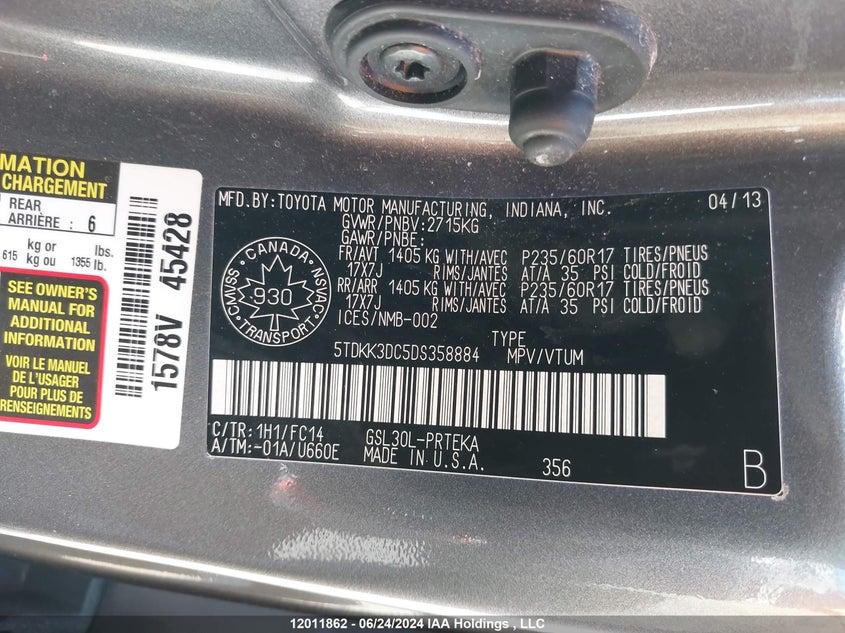 MATION
CHARGEMENT
REAR
ARRIÈRE : 6
kg or lbs.
615 kg ou 1355 lb.
SEE OWNER'S
MANUAL FOR
ADDITIONAL
INFORMATION
VOIR LE MANUEL
DE L'USAGER
POUR PLUS DE
RENSEIGNEMENTS
1578V 45428
MFD.BY:TOYOTA MOTOR MANUFACTURING, INDIANA, INC. 04/13
GVWR/PNBV:2715KG
GAWR/PNBE:
FR/AVT 1405 KG WITH/AVEC P235/60R17 TIRES/PNEUS
17X7J RIMS/JANTES AT/A 35 PSI COLD/FROID
RR/ARR 1405 KG WITH/AVEC P235/60R17 TIRES/PNEUS
17X7J RIMS/JANTES AT/A 35 PSI COLD/FROID
ICES/NMB-002
CANADA
CMVSS 930 NSVAC
TRANSPORT
TYPE
5TDKK3DC5DS358884 MPV/VTUM
C/TR:1H1/FC14 GSL30L-PRTEKA
A/TM:-01A/U660E MADE IN U.S.A. 356 B
12011862 - 06/24/2024 IAA Holdings, LLC